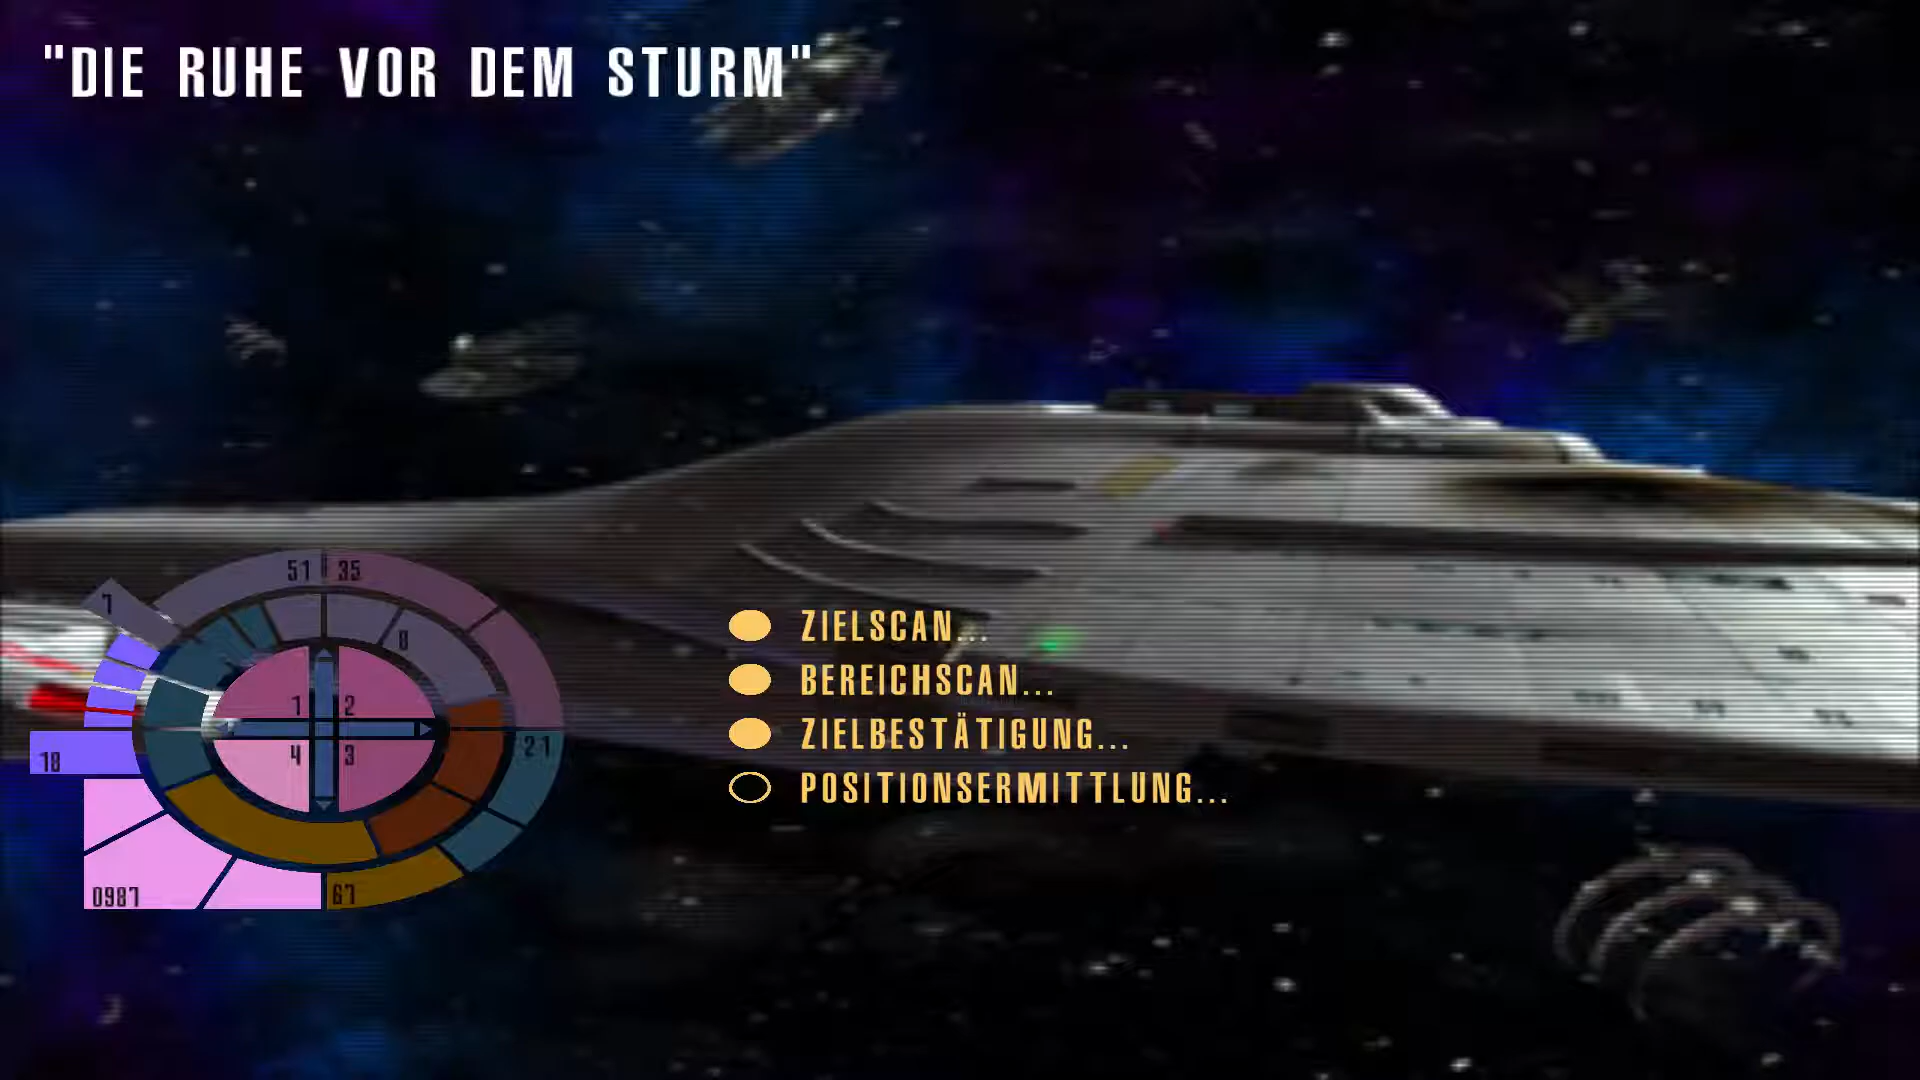 "DIE RUHE VOR DEM STURM"
51 35
7
8
1 2
4 3
21
18
0987
67
ZIELSCAN...
BEREICHSCAN...
ZIELBESTÄTIGUNG...
POSITIONSERMITTLUNG...